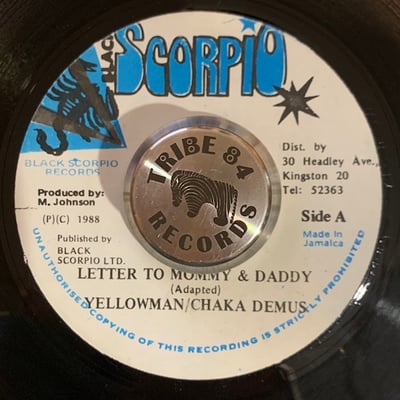 BLACK
SCORPIO
BLACK SCORPIO
RECORDS
Produced by:
M. Johnson
(P)(C) 1988
Published by
BLACK
SCORPIO LTD.
TRIBE 84
RECORDS
Dist. by
30 Headley Ave.,
Kingston 20
Tel: 52363
Side A
Made In
Jamaica
LETTER TO MOMMY & DADDY
(Adapted)
YELLOWMAN/CHAKA DEMUS
UNAUTHORISED COPYING OF THIS RECORDING IS STRICTLY PROHIBITED